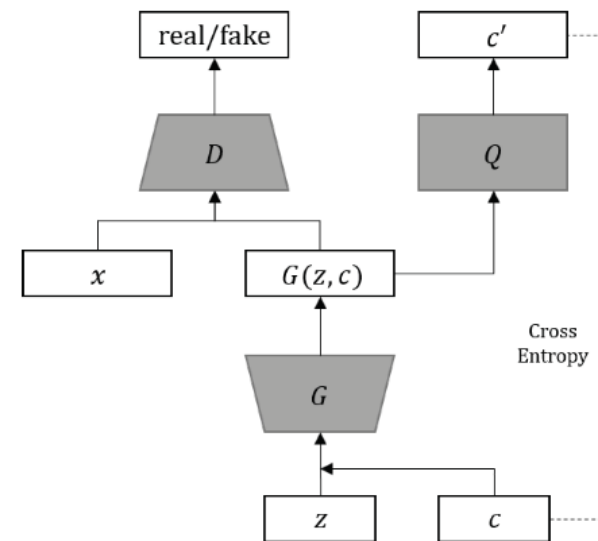 real/fake
c′
D
Q
x
G(z, c)
Cross
Entropy
G
z
c